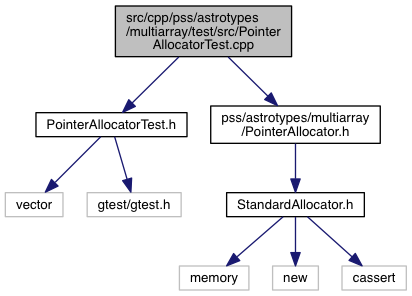 src/cpp/pss/astrotypes
/multiarray/test/src/Pointer
AllocatorTest.cpp
PointerAllocatorTest.h
pss/astrotypes/multiarray
/PointerAllocator.h
vector
gtest/gtest.h
StandardAllocator.h
memory
new
cassert